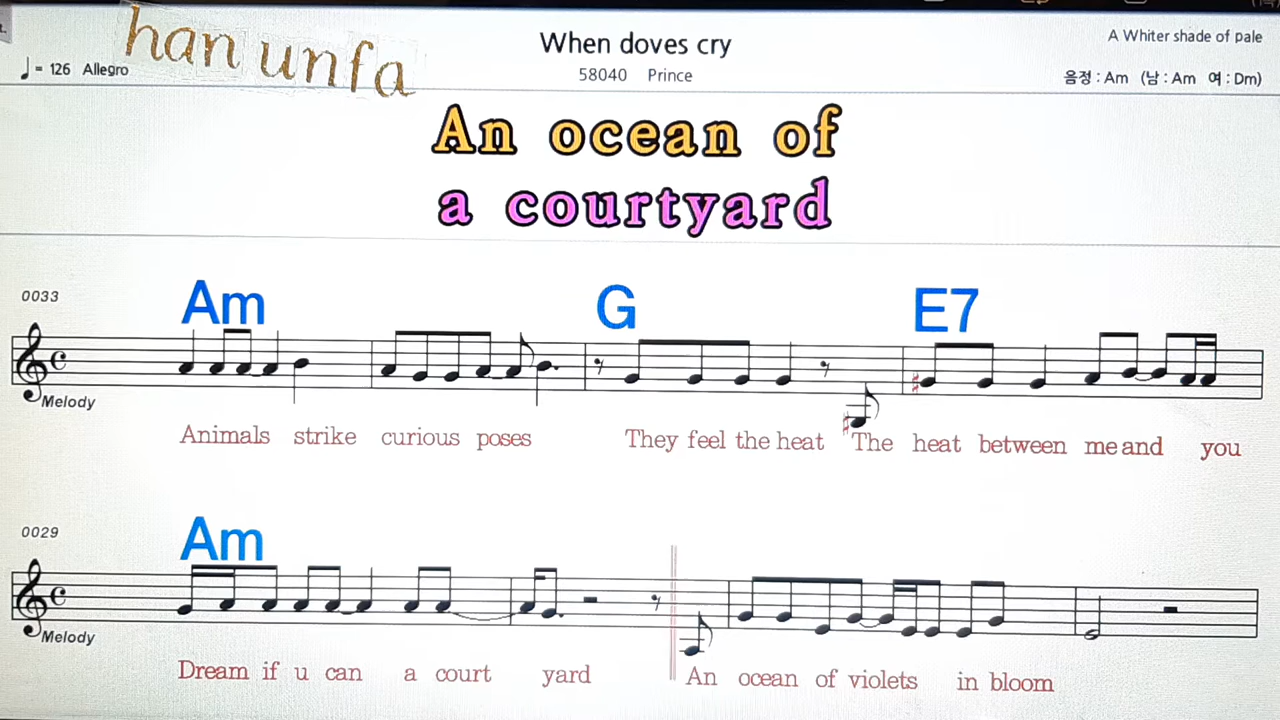 han unfa
When doves cry
A Whiter shade of pale
♩ = 126 Allegro
58040 Prince
음정 : Am (남 : Am 여 : Dm)
An ocean of
a courtyard
0033
Am G E7
Melody
Animals strike curious poses They feel the heat The heat between me and you
0029
Am
Melody
Dream if u can a court yard An ocean of violets in bloom